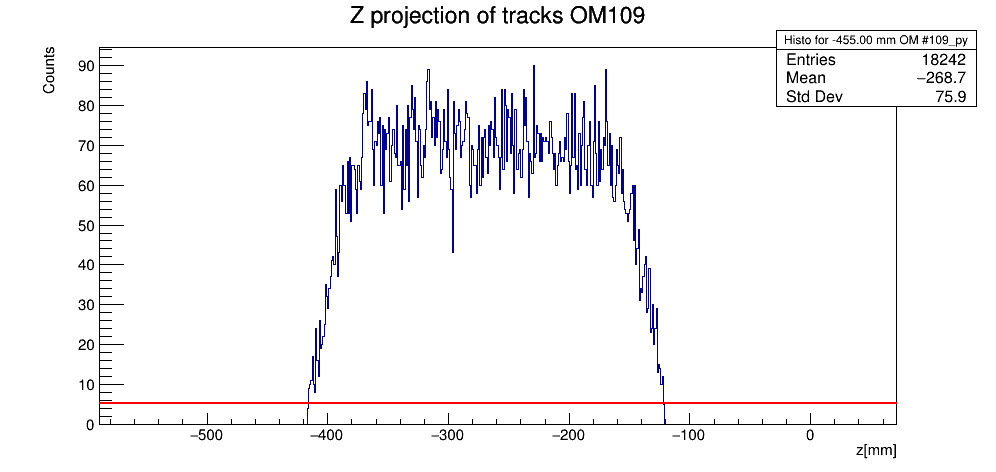 Z projection of tracks OM109
Histo for -455.00 mm OM #109_py
Entries 18242
Mean −268.7
Std Dev 75.9
Counts
90
80
70
60
50
40
30
20
10
0
−500 −400 −300 −200 −100 0
z[mm]